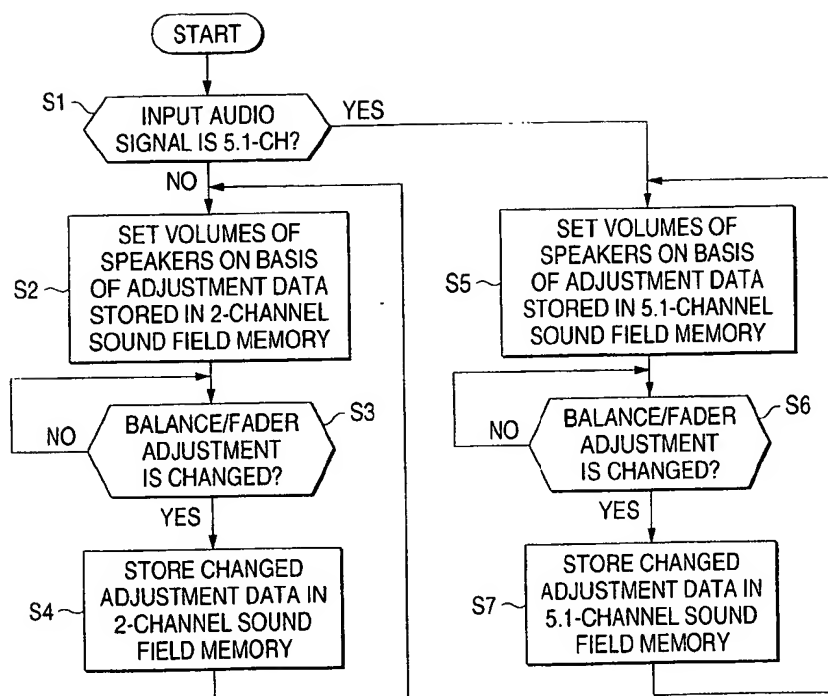 START
S1
INPUT AUDIO
SIGNAL IS 5.1-CH?
YES
NO
S2
SET VOLUMES OF
SPEAKERS ON BASIS
OF ADJUSTMENT DATA
STORED IN 2-CHANNEL
SOUND FIELD MEMORY
S3
BALANCE/FADER
ADJUSTMENT
IS CHANGED?
NO
YES
S4
STORE CHANGED
ADJUSTMENT DATA IN
2-CHANNEL SOUND
FIELD MEMORY
S5
SET VOLUMES OF
SPEAKERS ON BASIS
OF ADJUSTMENT DATA
STORED IN 5.1-CHANNEL
SOUND FIELD MEMORY
S6
BALANCE/FADER
ADJUSTMENT
IS CHANGED?
NO
YES
S7
STORE CHANGED
ADJUSTMENT DATA IN
5.1-CHANNEL SOUND
FIELD MEMORY